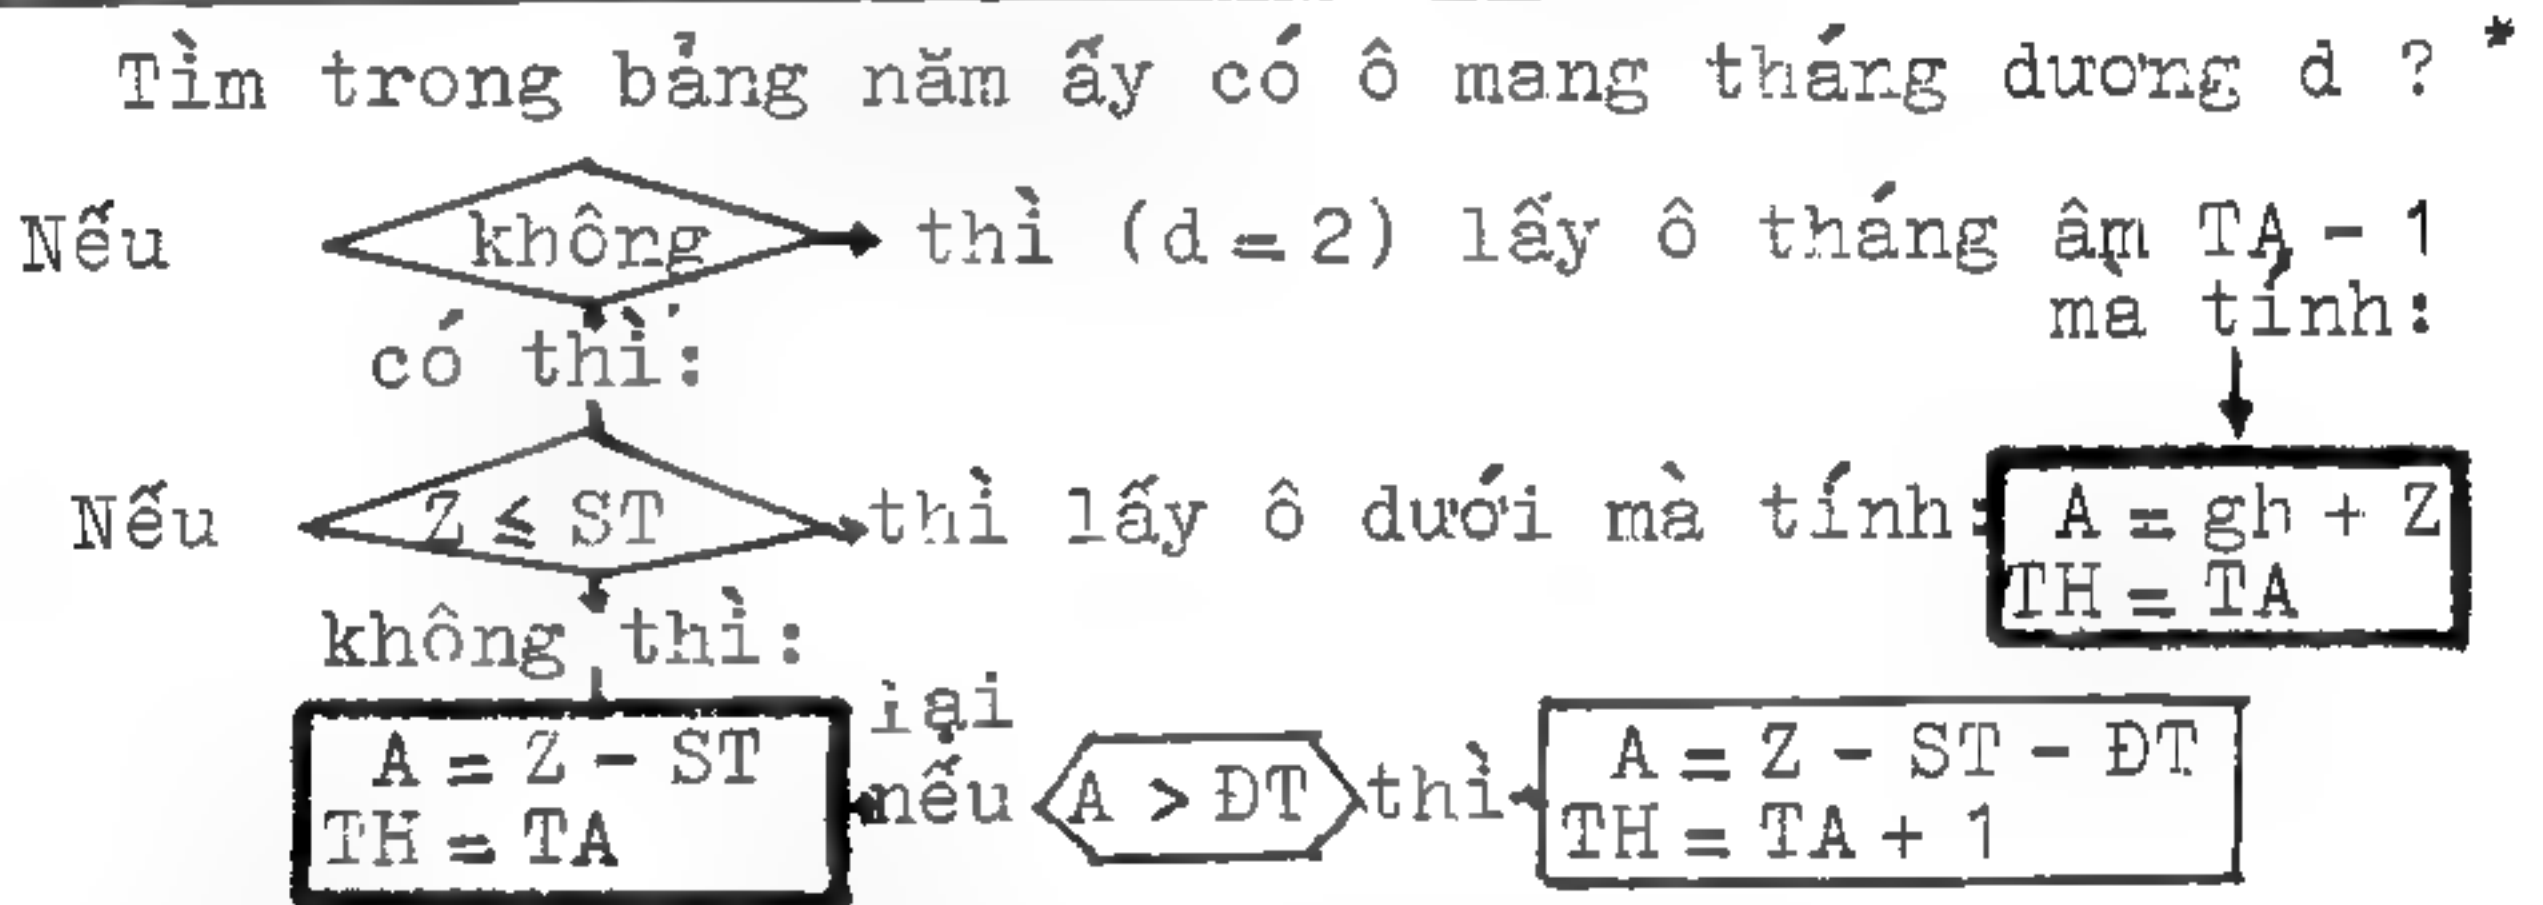 Tìm trong bảng năm ấy có ô mang tháng dương d ? *
Nếu không thì (d = 2) lấy ô tháng âm TA - 1
mà tính:
có thì:
Nếu Z ≤ ST thì lấy ô dưới mà tính: A = gh + Z
TH = TA
không thì:
lại
A = Z - ST
TH = TA
nếu A > ĐT thì
A = Z - ST - ĐT
TH = TA + 1